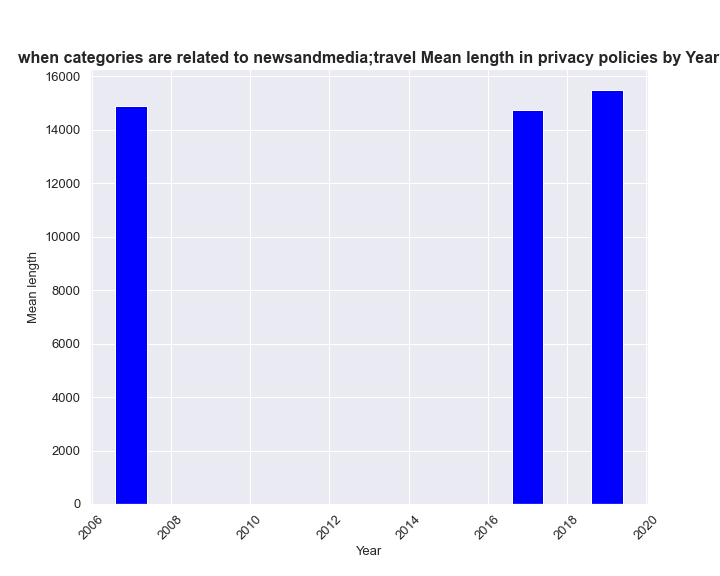 when categories are related to newsandmedia;travel Mean length in privacy policies by Year
16000
14000
12000
10000
8000
6000
4000
2000
0
Mean length
2006 2008 2010 2012 2014 2016 2018 2020
Year